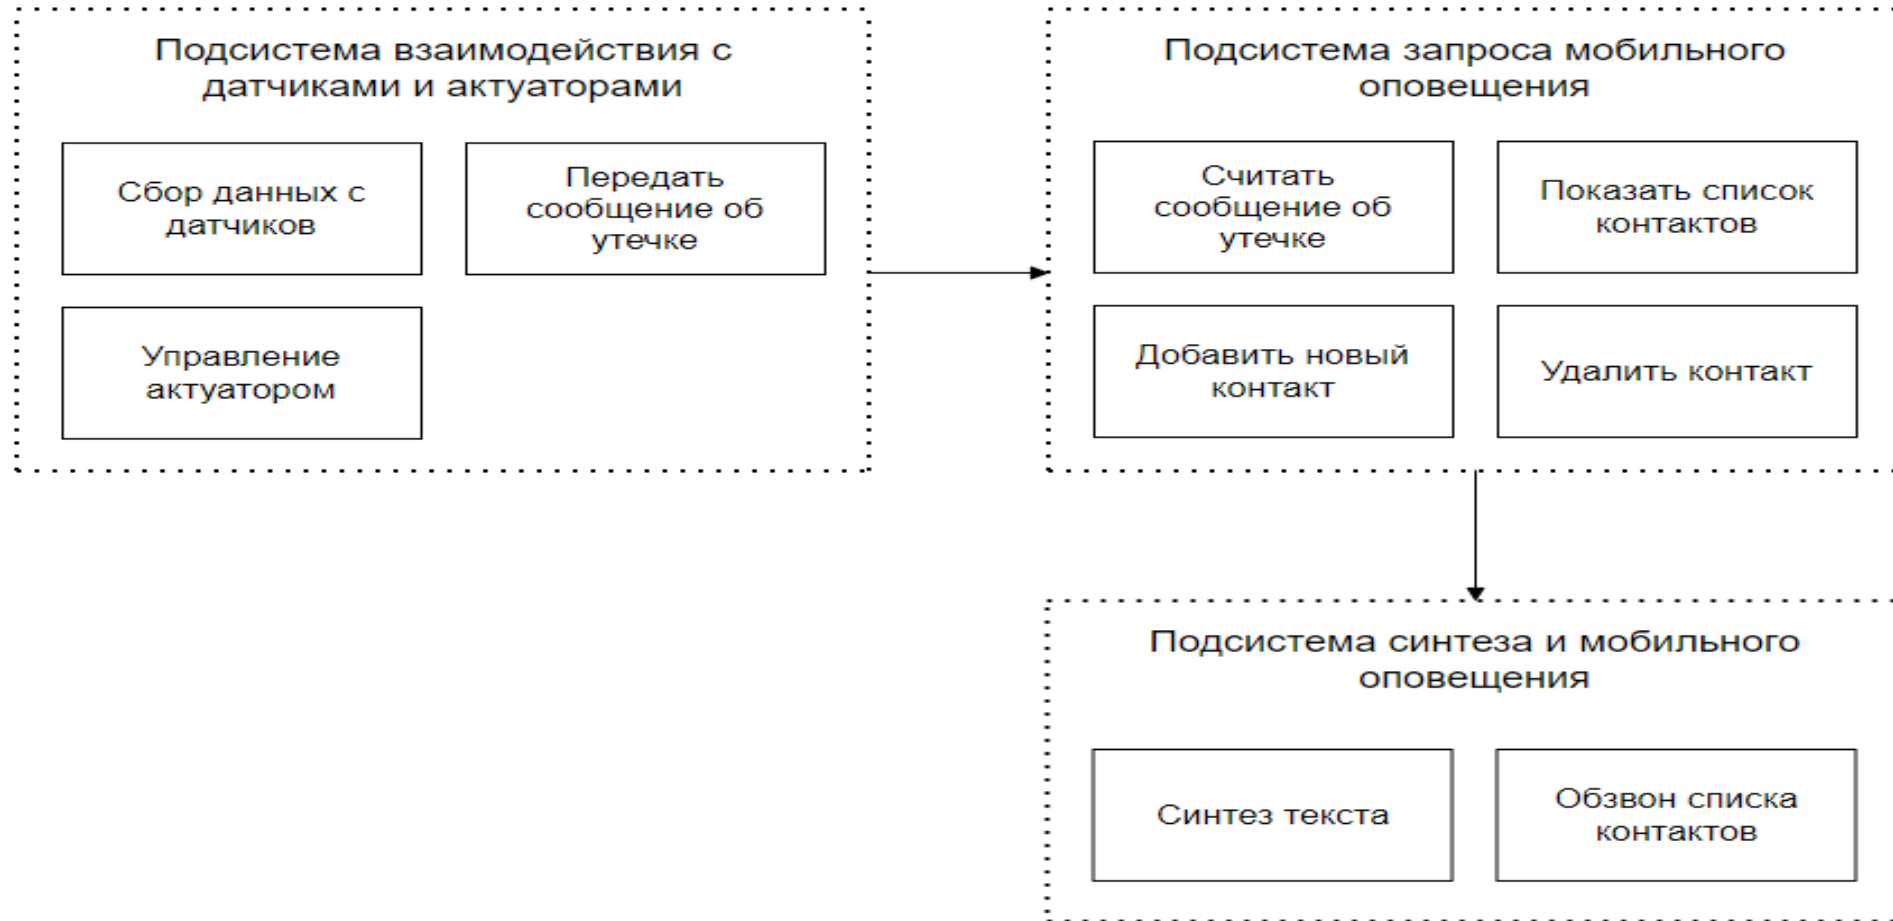 Подсистема взаимодействия с
датчиками и актуаторами
Сбор данных с
датчиков
Передать
сообщение об
утечке
Управление
актуатором
Подсистема запроса мобильного
оповещения
Считать
сообщение об
утечке
Показать список
контактов
Добавить новый
контакт
Удалить контакт
Подсистема синтеза и мобильного
оповещения
Синтез текста
Обзвон списка
контактов